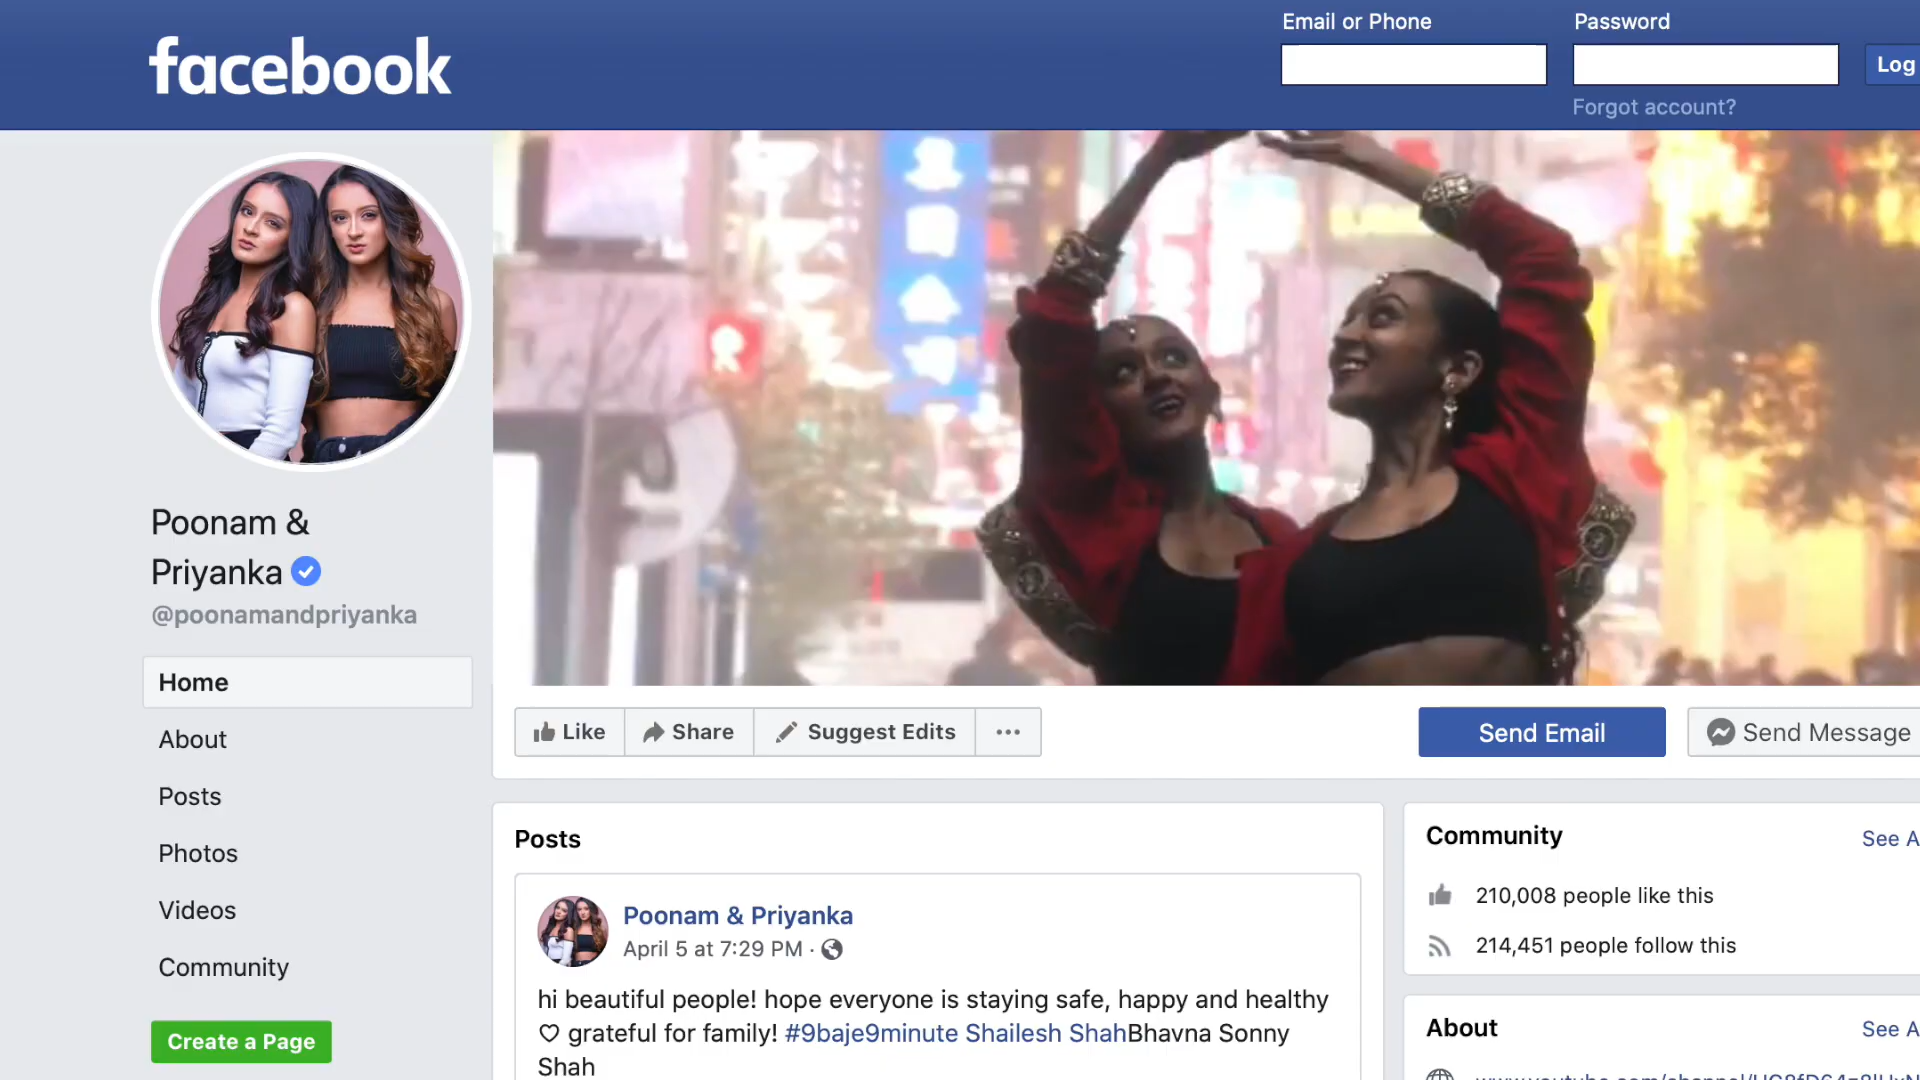 facebook
Email or Phone
Password
Log
Forgot account?
Poonam &
Priyanka
@poonamandpriyanka
Home
About
Posts
Photos
Videos
Community
Create a Page
Like
Share
Suggest Edits
Send Email
Send Message
Posts
Poonam & Priyanka
April 5 at 7:29 PM ·
hi beautiful people! hope everyone is staying safe, happy and healthy
♡ grateful for family! #9baje9minute Shailesh ShahBhavna Sonny
Shah
Community
See A
210,008 people like this
214,451 people follow this
About
See A